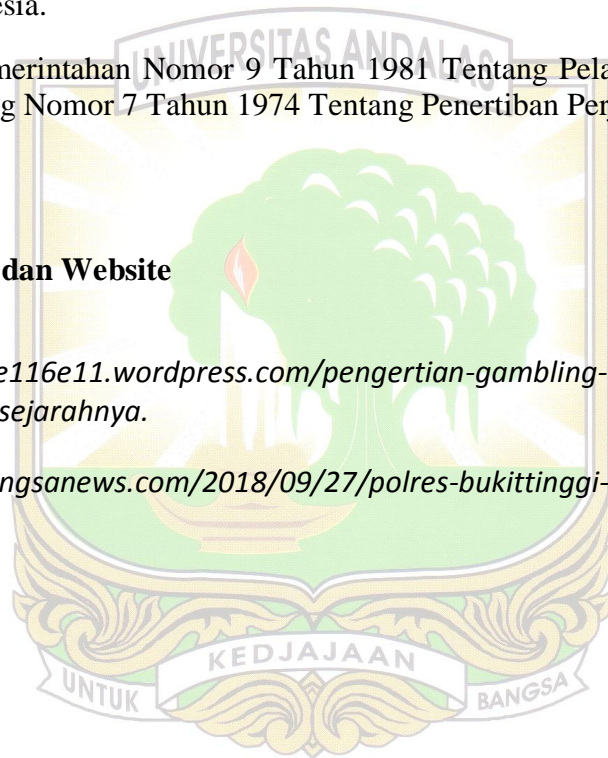 esia.
UNIVERSITAS ANDALAS
merintahan Nomor 9 Tahun 1981 Tentang Pela
g Nomor 7 Tahun 1974 Tentang Penertiban Per
dan Website
e116e11.wordpress.com/pengertian-gambling-
sejarahnya.
ngsanews.com/2018/09/27/polres-bukittinggi-
KEDJAJAAN
UNTUK
BANGSA